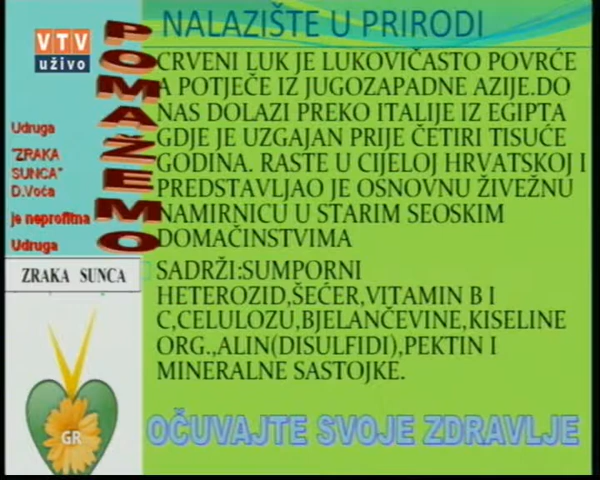 VTV
uživo
POMAŽEMO
Udruga
"ZRAKA
SUNCA"
D.Voća
je neprofitna
Udruga
ZRAKA SUNCA
GR
NALAZIŠTE U PRIRODI
CRVENI LUK JE LUKOVIČASTO POVRĆE
A POTJEČE IZ JUGOZAPADNE AZIJE.DO
NAS DOLAZI PREKO ITALIJE IZ EGIPTA
GDJE JE UZGAJAN PRIJE ČETIRI TISUĆE
GODINA. RASTE U CIJELOJ HRVATSKOJ I
PREDSTAVLJAO JE OSNOVNU ŽIVEŽNU
NAMIRNICU U STARIM SEOSKIM
DOMAČINSTVIMA
SADRŽI:SUMPORNI
HETEROZID,ŠEĆER,VITAMIN B I
C,CELULOZU,BJELANČEVINE,KISELINE
ORG.,ALIN(DISULFIDI),PEKTIN I
MINERALNE SASTOJKE.
OČUVAJTE SVOJE ZDRAVLJE